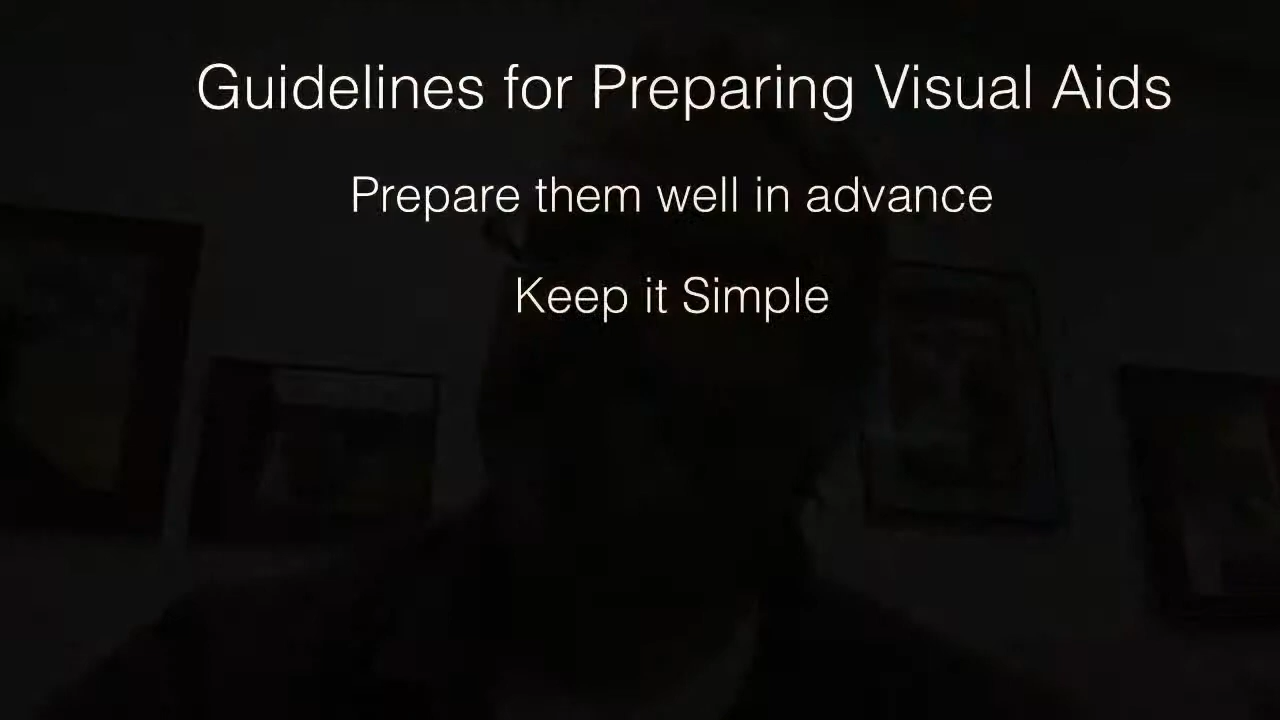 Guidelines for Preparing Visual Aids
Prepare them well in advance
Keep it Simple